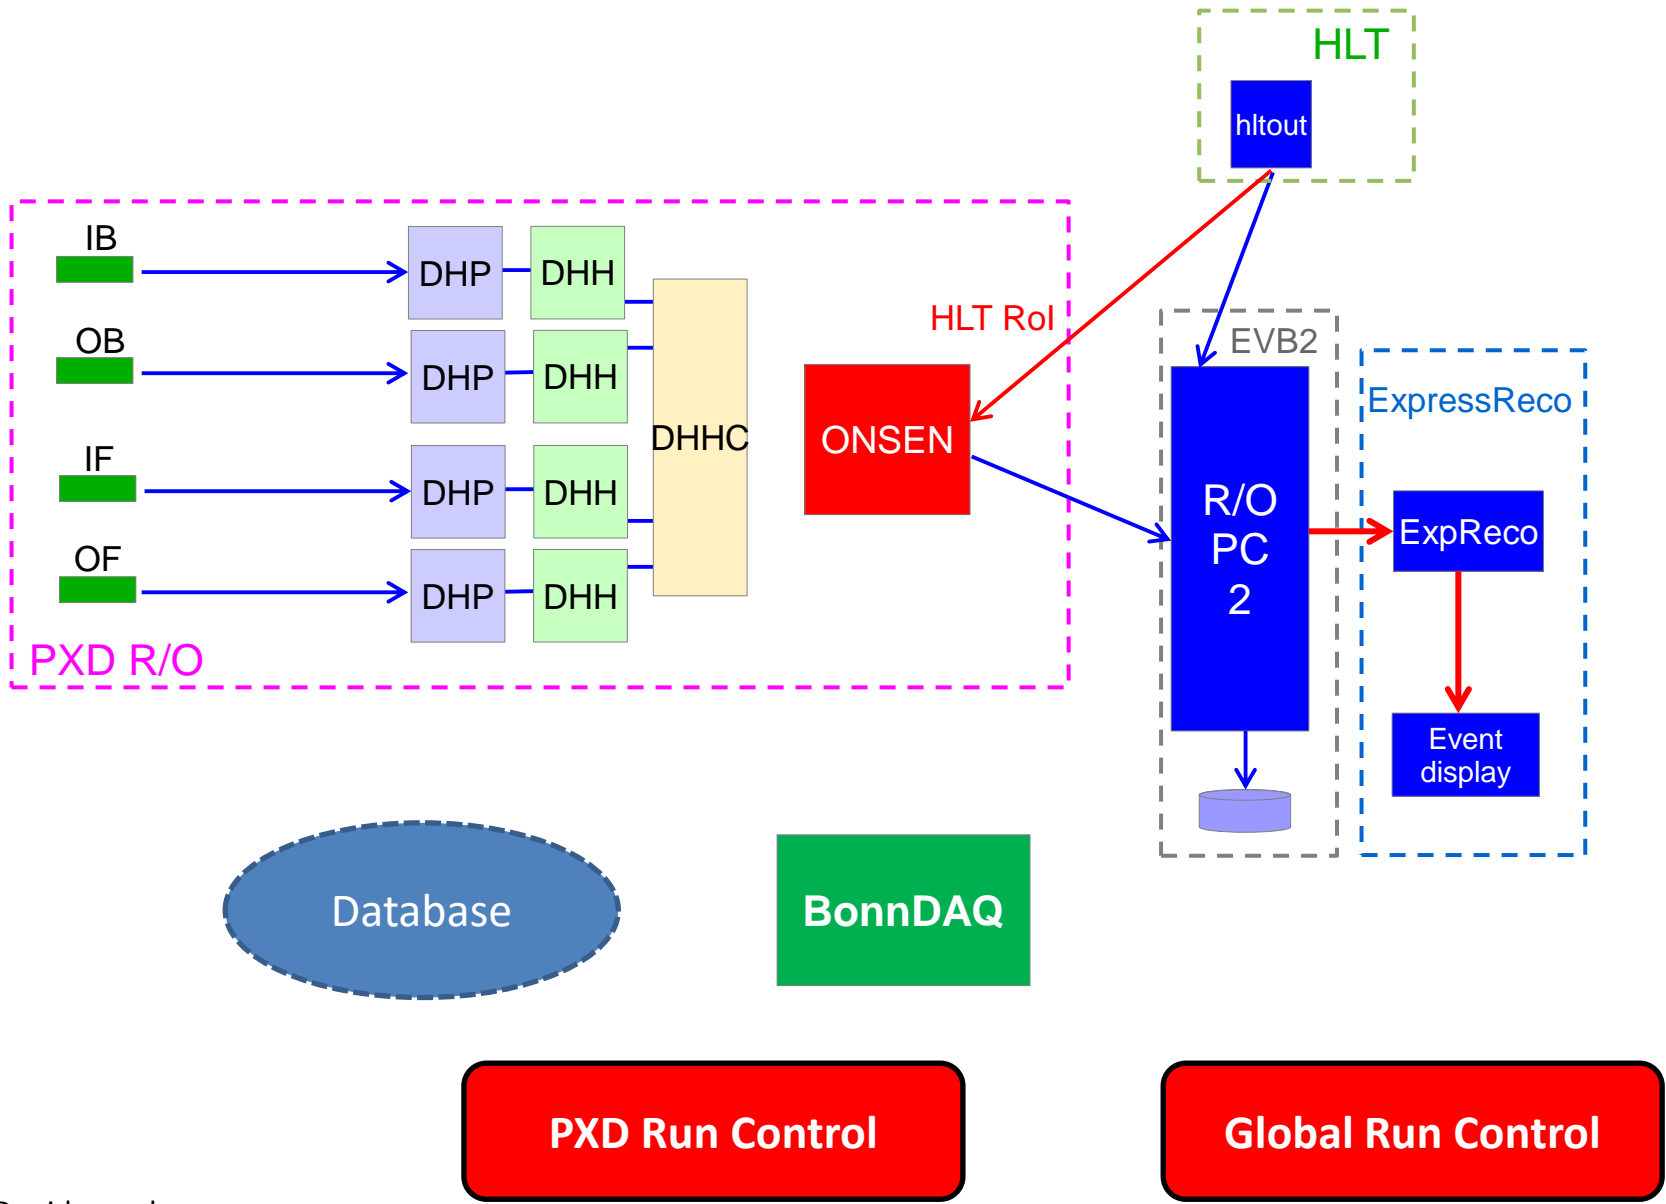 HLT
hltout
IB
DHP
DHH
OB
DHP
DHH
HLT RoI
EVB2
ExpressReco
DHHC
ONSEN
IF
DHP
DHH
R/O
PC
2
ExpReco
OF
DHP
DHH
PXD R/O
Event
display
Database
BonnDAQ
PXD Run Control
Global Run Control